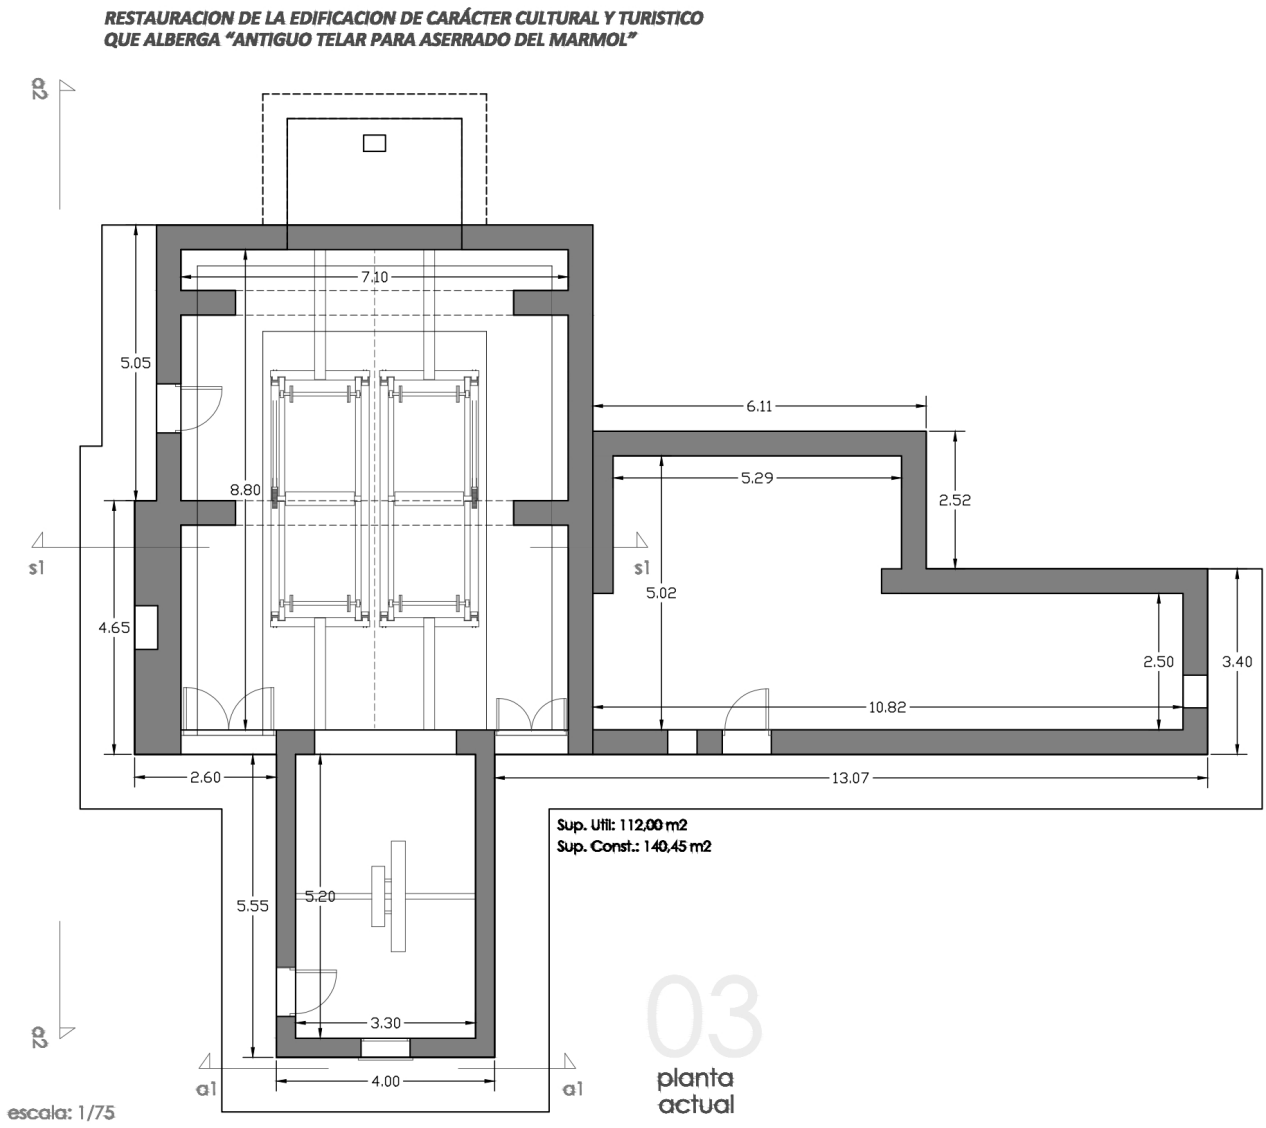 RESTAURACION DE LA EDIFICACION DE CARÁCTER CULTURAL Y TURISTICO
QUE ALBERGA “ANTIGUO TELAR PARA ASERRADO DEL MARMOL”
a2
7.10
5.05
6.11
8.80
5.29
2.52
s1
s1
5.02
4.65
2.50
3.40
10.82
2.60
13.07
Sup. Util: 112,00 m2
Sup. Const.: 140,45 m2
5.20
5.55
03
3.30
a2
planta
actual
a1
4.00
a1
escala: 1/75